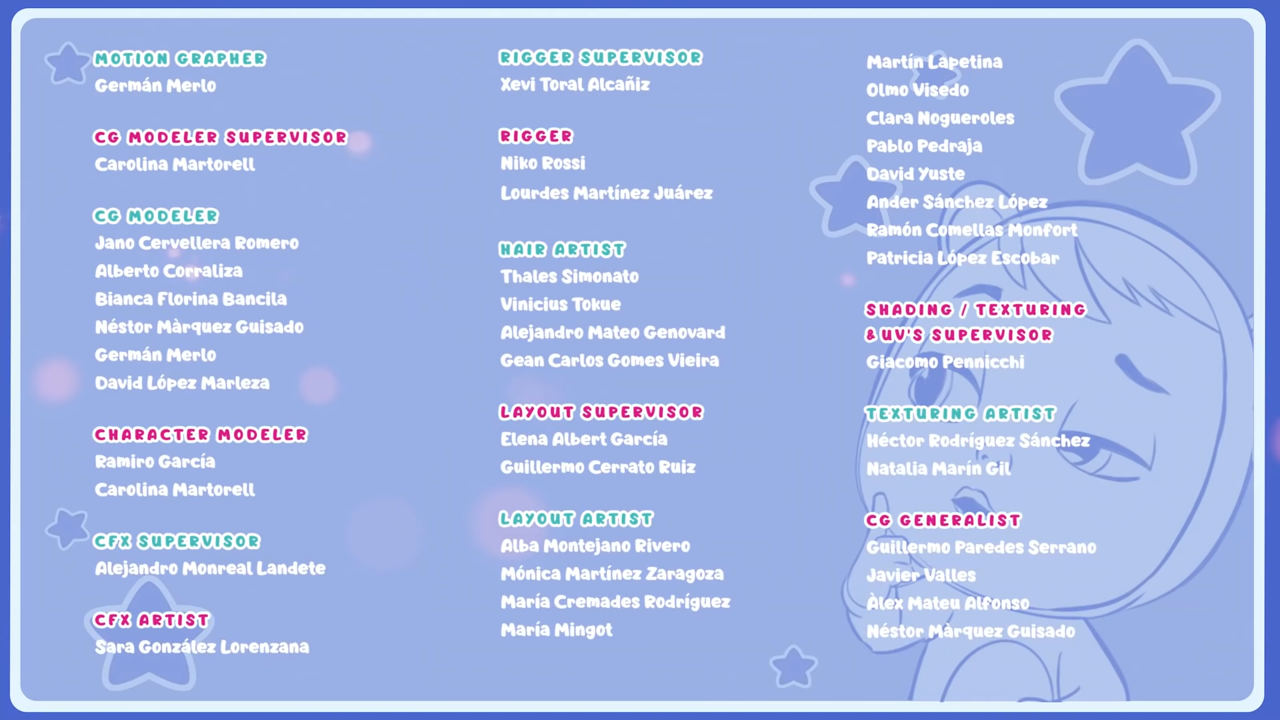 MOTION GRAPHER
Germán Merlo
CG MODELER SUPERVISOR
Carolina Martorell
CG MODELER
Jano Cervellera Romero
Alberto Corraliza
Bianca Florina Bancila
Néstor Màrquez Guisado
Germán Merlo
David López Marleza
CHARACTER MODELER
Ramiro García
Carolina Martorell
CFX SUPERVISOR
Alejandro Monreal Landete
CFX ARTIST
Sara González Lorenzana
RIGGER SUPERVISOR
Xevi Toral Alcañiz
RIGGER
Niko Rossi
Lourdes Martínez Juárez
HAIR ARTIST
Thales Simonato
Vinicius Tokue
Alejandro Mateo Genovard
Gean Carlos Gomes Vieira
LAYOUT SUPERVISOR
Elena Albert García
Guillermo Cerrato Ruiz
LAYOUT ARTIST
Alba Montejano Rivero
Mónica Martínez Zaragoza
María Cremades Rodríguez
María Mingot
Martín Lapetina
Olmo Visedo
Clara Nogueroles
Pablo Pedraja
David Yuste
Ander Sánchez López
Ramón Comellas Monfort
Patricia López Escobar
SHADING / TEXTURING
& UV'S SUPERVISOR
Giacomo Pennicchi
TEXTURING ARTIST
Héctor Rodríguez Sánchez
Natalia Marín Gil
CG GENERALIST
Guillermo Paredes Serrano
Javier Valles
Àlex Mateu Alfonso
Néstor Màrquez Guisado